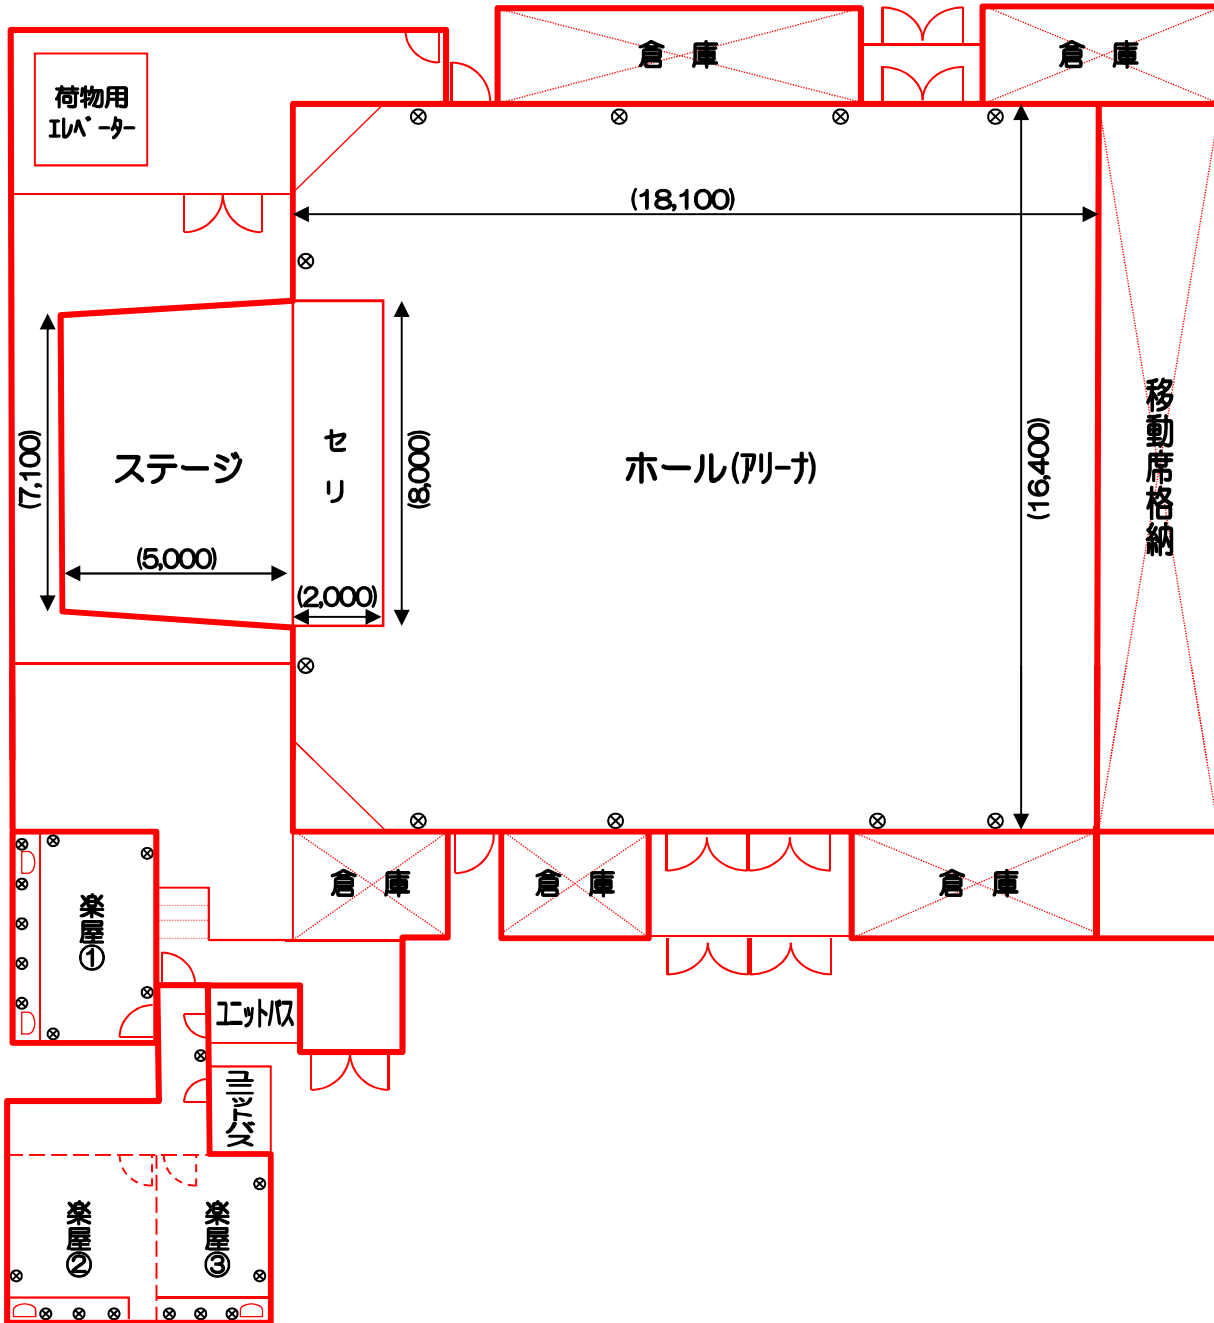 倉 庫
倉 庫
荷物用
ｴﾚﾍﾞｰﾀｰ
(18,100)
移動席格納
セリ
ステージ
(7,100)
(8,000)
ホール(ｱﾘｰﾅ)
(16,400)
(5,000)
(2,000)
倉 庫
倉 庫
倉 庫
楽屋①
ﾕﾆｯﾄﾊﾞｽ
ﾕﾆｯﾄﾊﾞｽ
楽屋②
楽屋③